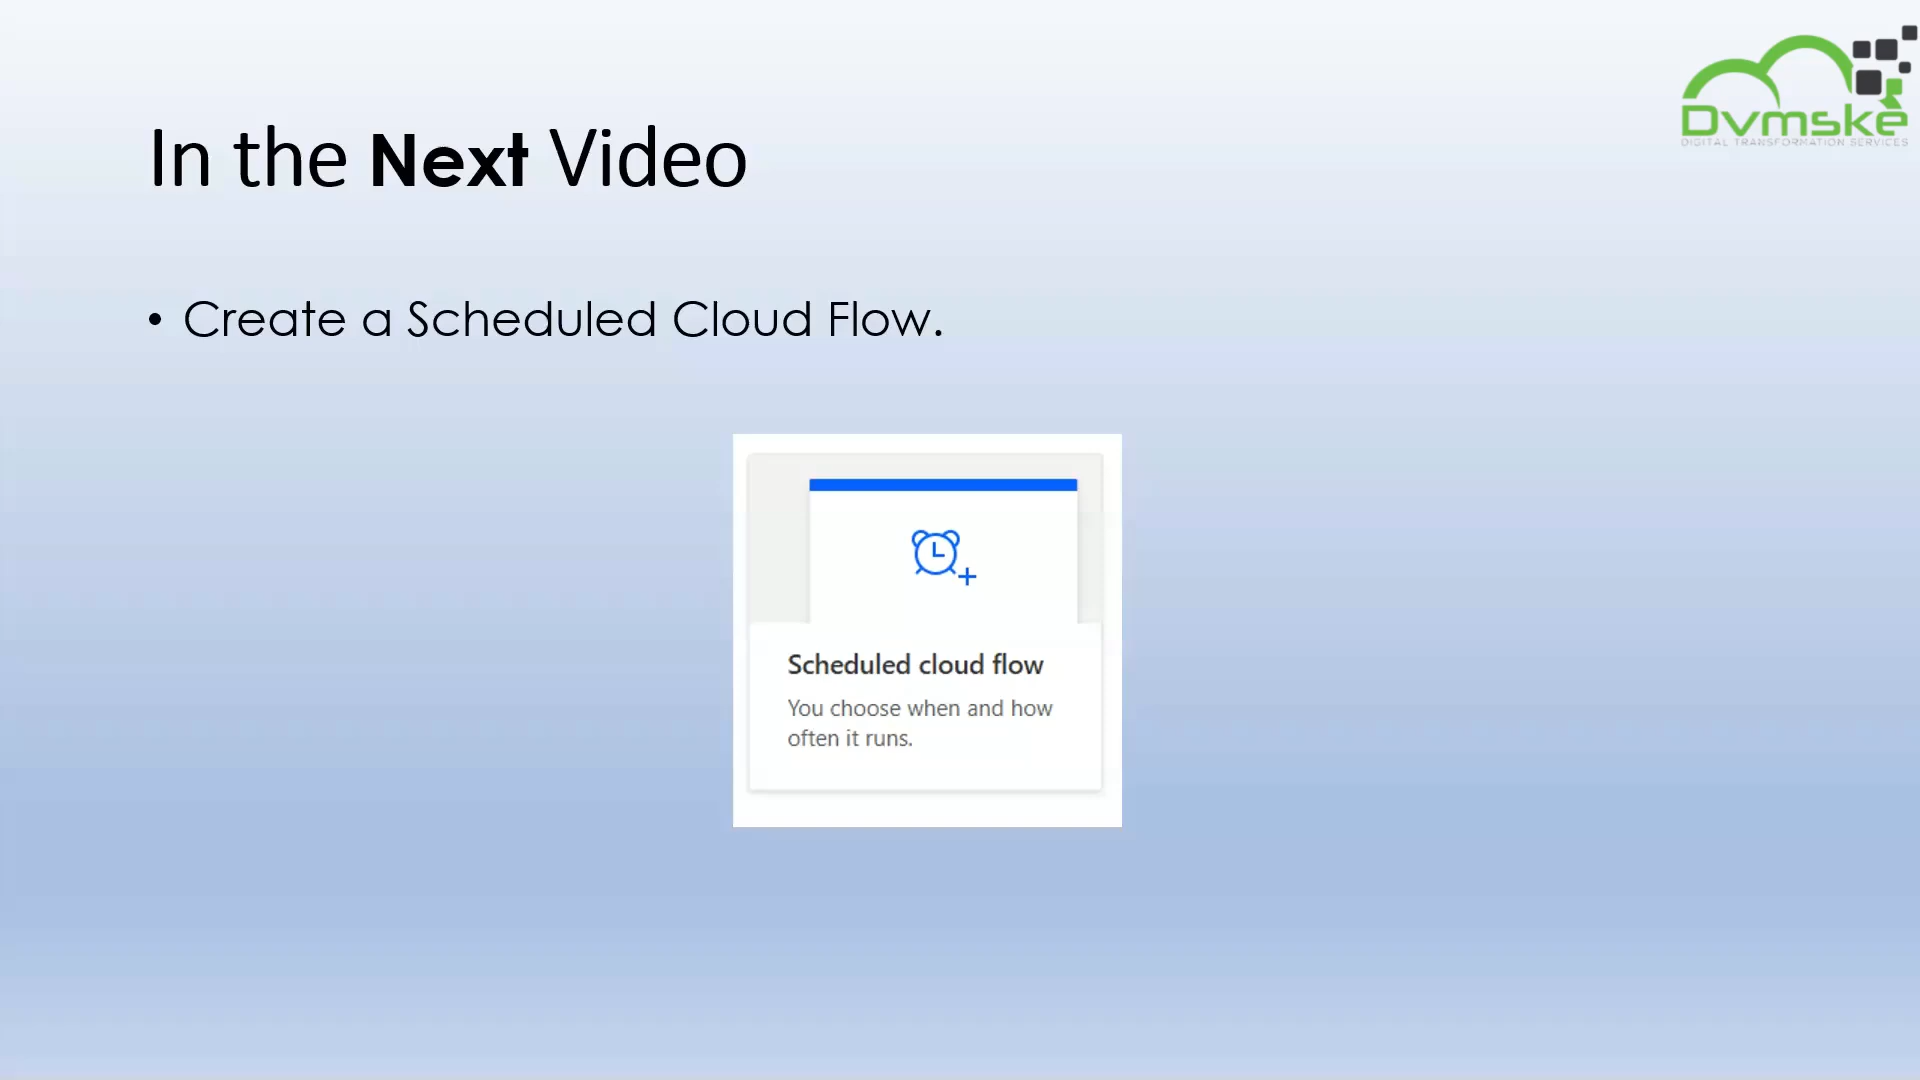 Dvmske
DIGITAL TRANSFORMATION SERVICES
In the Next Video
• Create a Scheduled Cloud Flow.
Scheduled cloud flow
You choose when and how
often it runs.